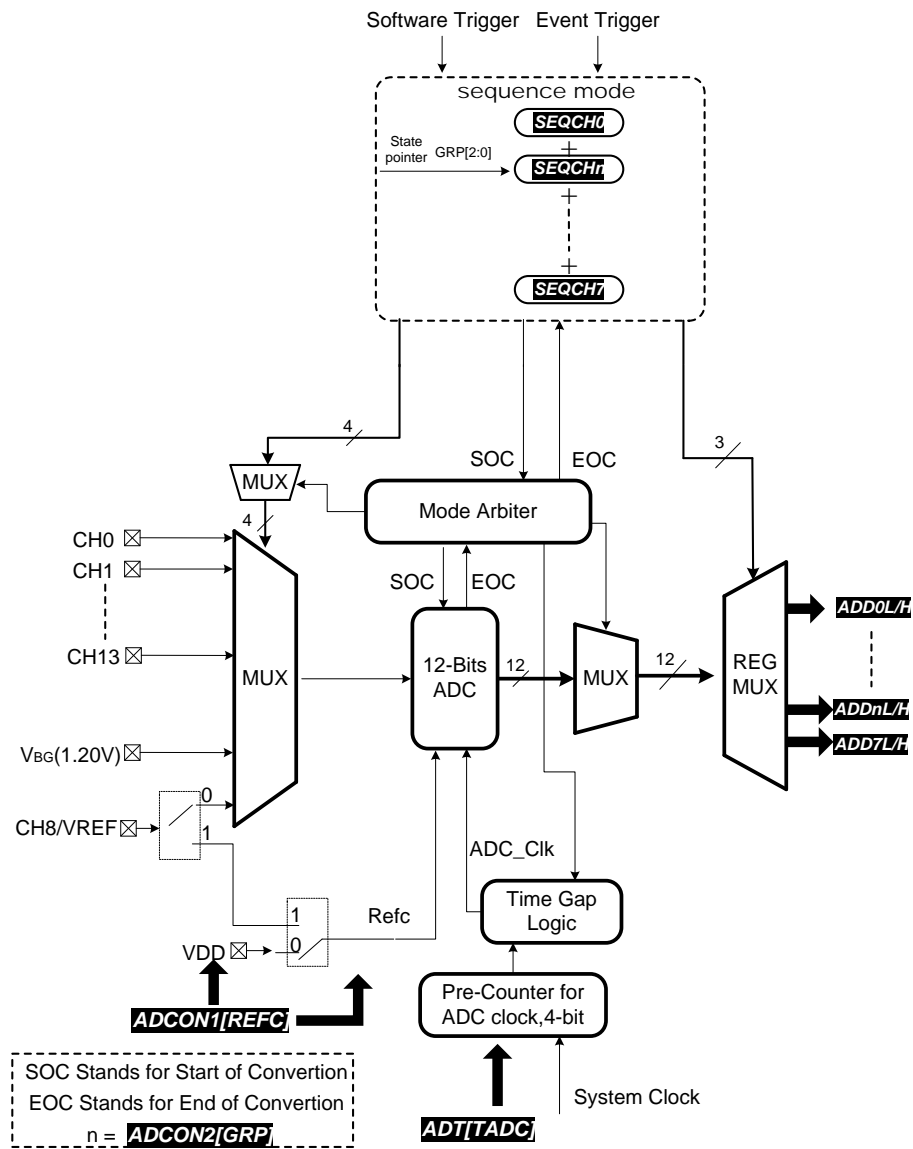 Software Trigger Event Trigger
sequence mode
SEQCH0
+
State
pointer GRP[2:0]
SEQCHn
+
+
SEQCH7
4
3
SOC
EOC
MUX
Mode Arbiter
4
CH0
CH1
SOC
EOC
CH13
MUX
12-Bits
ADC
12
MUX
12
REG
MUX
ADD0L/H
ADDnL/H
ADD7L/H
VBG(1.20V)
CH8/VREF
0
1
ADC_Clk
Time Gap
Logic
1
Refc
VDD
0
Pre-Counter for
ADC clock,4-bit
ADCON1[REFC]
SOC Stands for Start of Convertion
EOC Stands for End of Convertion
n = ADCON2[GRP]
System Clock
ADT[TADC]